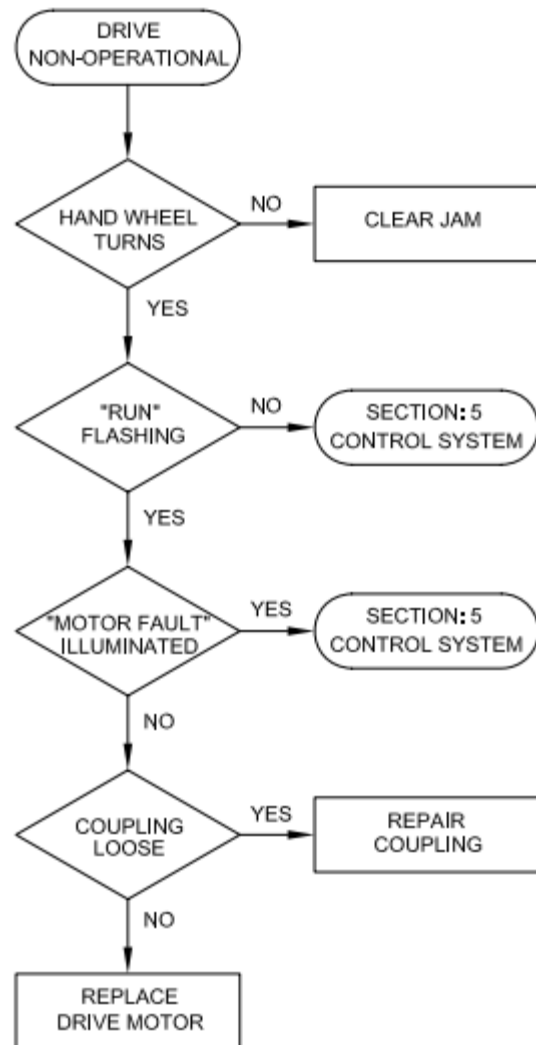 DRIVE
NON-OPERATIONAL
HAND WHEEL
TURNS
NO
CLEAR JAM
YES
"RUN"
FLASHING
NO
SECTION: 5
CONTROL SYSTEM
YES
"MOTOR FAULT"
ILLUMINATED
YES
SECTION: 5
CONTROL SYSTEM
NO
COUPLING
LOOSE
YES
REPAIR
COUPLING
NO
REPLACE
DRIVE MOTOR